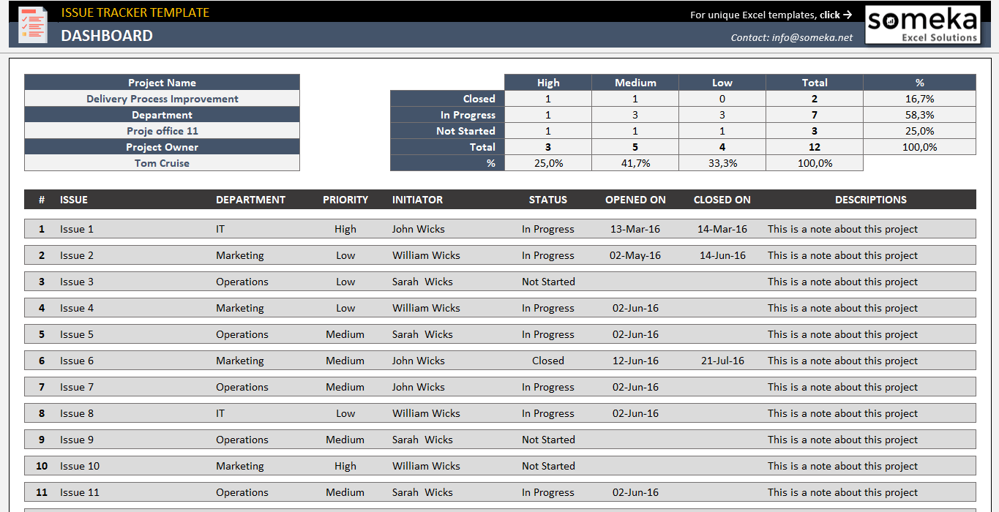 ISSUE TRACKER TEMPLATE
For unique Excel templates, click →
DASHBOARD
Contact: info@someka.net
someka
Excel Solutions
Project Name
Delivery Process Improvement
Department
Proje office 11
Project Owner
Tom Cruise
High Medium Low Total %
Closed 1 1 0 2 16,7%
In Progress 1 3 3 7 58,3%
Not Started 1 1 1 3 25,0%
Total 3 5 4 12 100,0%
% 25,0% 41,7% 33,3% 100,0%
# ISSUE DEPARTMENT PRIORITY INITIATOR STATUS OPENED ON CLOSED ON DESCRIPTIONS
1 Issue 1 IT High John Wicks In Progress 13-Mar-16 14-Mar-16 This is a note about this project
2 Issue 2 Marketing Low William Wicks In Progress 02-May-16 14-Jun-16 This is a note about this project
3 Issue 3 Operations Low Sarah  Wicks Not Started This is a note about this project
4 Issue 4 Marketing Low William Wicks In Progress 02-Jun-16 This is a note about this project
5 Issue 5 Operations Medium Sarah  Wicks In Progress 02-Jun-16 This is a note about this project
6 Issue 6 Marketing Medium John Wicks Closed 12-Jun-16 21-Jul-16 This is a note about this project
7 Issue 7 Operations Medium John Wicks In Progress 02-Jun-16 This is a note about this project
8 Issue 8 IT Low William Wicks In Progress 02-Jun-16 This is a note about this project
9 Issue 9 Operations Medium Sarah  Wicks Not Started This is a note about this project
10 Issue 10 Marketing High William Wicks Not Started This is a note about this project
11 Issue 11 Operations Medium Sarah  Wicks In Progress 02-Jun-16 This is a note about this project